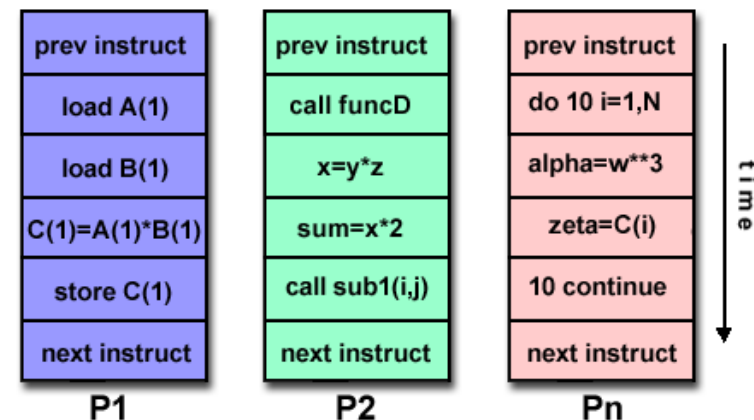 prev instruct
load A(1)
load B(1)
C(1)=A(1)*B(1)
store C(1)
next instruct
P1
prev instruct
call funcD
x=y*z
sum=x*2
call sub1(i,j)
next instruct
P2
prev instruct
do 10 i=1,N
alpha=w**3
zeta=C(i)
10 continue
next instruct
Pn
time